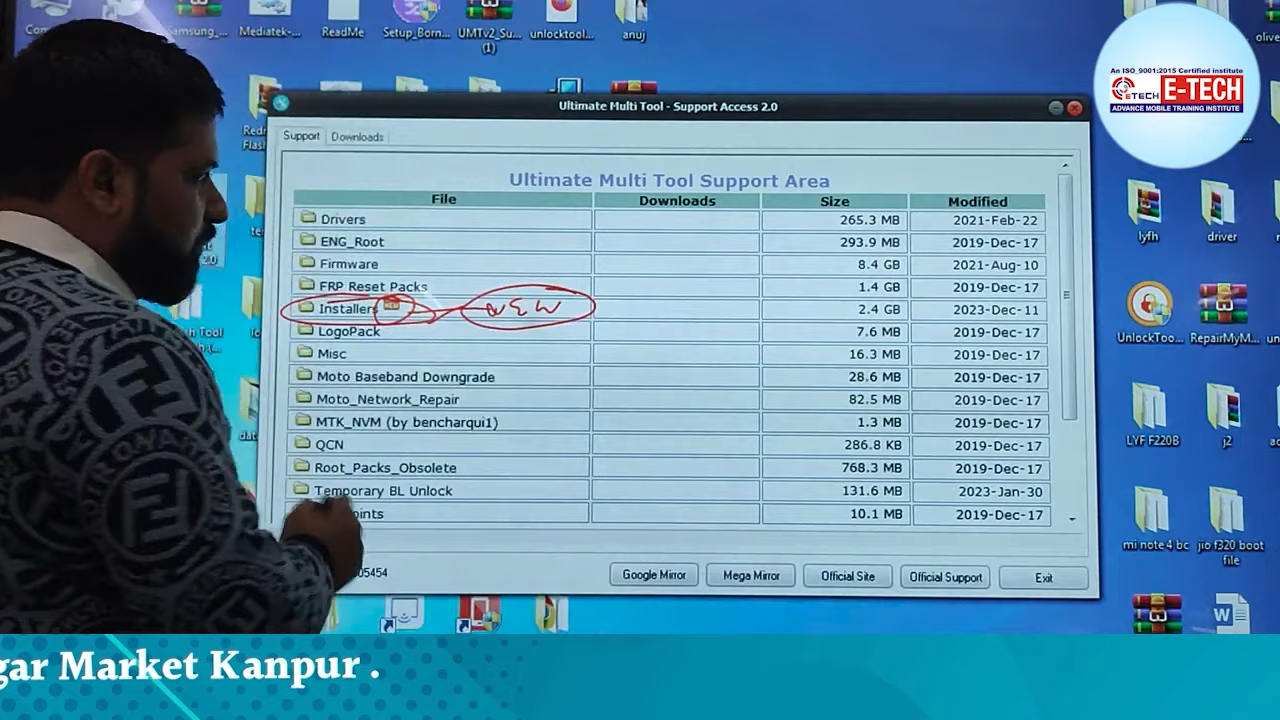 Samsung_... Mediatek-... ReadMe Setup_Born... UMTv2_Su... (1) unlocktool... anuj
An ISO_9001:2015 Certified institute
ETECH E-TECH
ADVANCE MOBILE TRAINING INSTITUTE
Ultimate Multi Tool - Support Access 2.0
Support Downloads
Ultimate Multi Tool Support Area
File Downloads Size Modified
Drivers 265.3 MB 2021-Feb-22
ENG_Root 293.9 MB 2019-Dec-17
Firmware 8.4 GB 2021-Aug-10
FRP Reset Packs 1.4 GB 2019-Dec-17
Installers NEW NEW 2.4 GB 2023-Dec-11
LogoPack 7.6 MB 2019-Dec-17
Misc 16.3 MB 2019-Dec-17
Moto Baseband Downgrade 28.6 MB 2019-Dec-17
Moto_Network_Repair 82.5 MB 2019-Dec-17
MTK_NVM (by bencharqui1) 1.3 MB 2019-Dec-17
QCN 286.8 KB 2019-Dec-17
Root_Packs_Obsolete 768.3 MB 2019-Dec-17
Temporary BL Unlock 131.6 MB 2023-Jan-30
10.1 MB 2019-Dec-17
05454 Google Mirror Mega Mirror Official Site Official Support Exit
lyfh driver
UnlockToo... RepairMyM...
LYF F220B j2
mi note 4 bc jio f320 boot file
Market Kanpur .